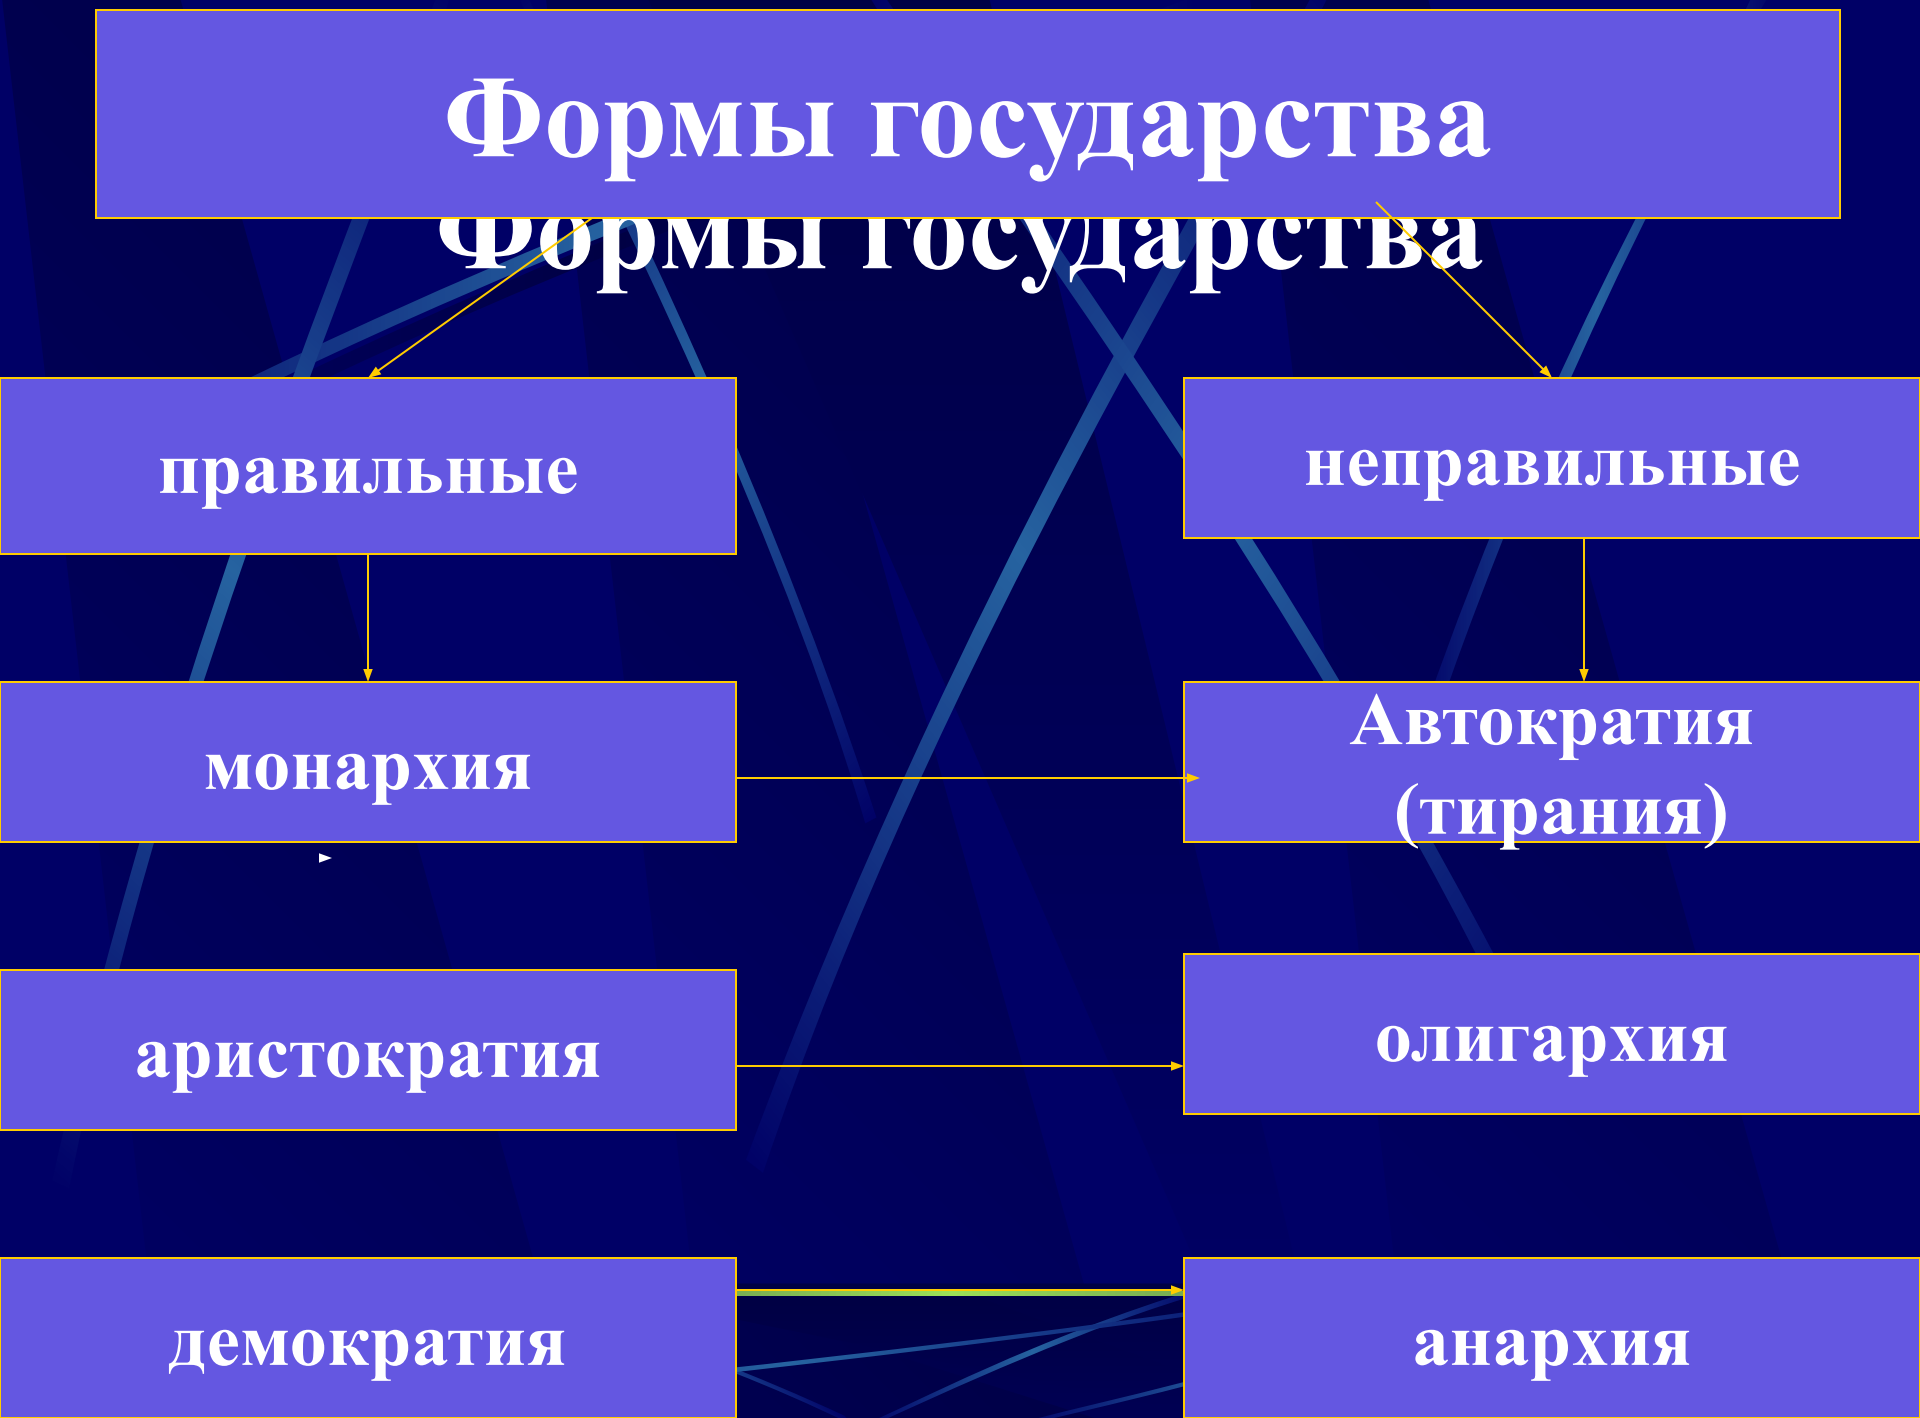 Формы государства
Формы государства
правильные
неправильные
монархия
Автократия
(тирания)
аристократия
олигархия
демократия
анархия